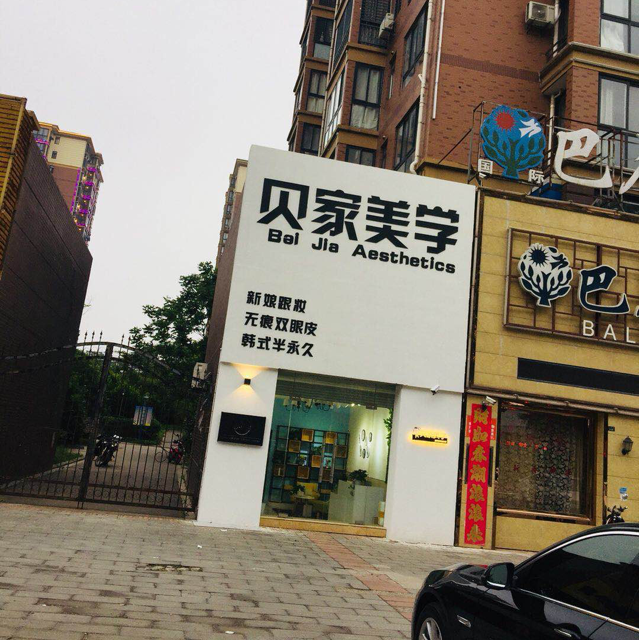 贝家美学
Bei Jia Aesthetics
新娘跟妆
无痕双眼皮
韩式半永久
国际
巴
巴
BAL